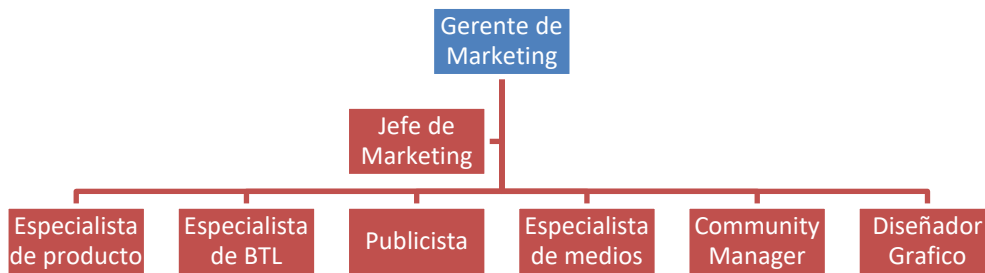 Gerente de
Marketing
Jefe de
Marketing
Especialista
de producto
Especialista
de BTL
Publicista
Especialista
de medios
Community
Manager
Diseñador
Grafico